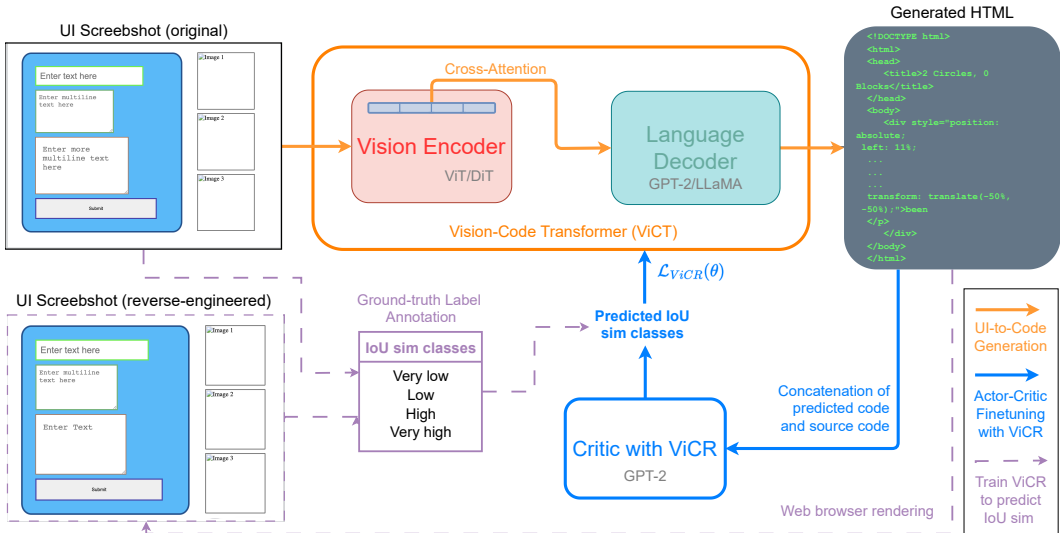 UI Screebshot (original)
Enter text here
Enter multiline
text here
Enter more
multiline text
here
Submit
Image 1
Image 2
Image 3
Cross-Attention
Vision Encoder
ViT/DiT
Language
Decoder
GPT-2/LLaMA
Vision-Code Transformer (ViCT)
Generated HTML
<!DOCTYPE html>
<html>
<head>
<title>2 Circles, 0
Blocks</title>
</head>
<body>
<div style="position:
absolute;
left: 11%;
...
...
...
transform: translate(-50%,
-50%);">been
</p>
</div>
</body>
</html>
UI Screebshot (reverse-engineered)
Enter text here
Enter multiline
text here
Enter Text
Submit
Image 1
Image 2
Image 3
Ground-truth Label
Annotation
IoU sim classes
Very low
Low
High
Very high
ℒViCR(θ)
Predicted IoU
sim classes
Critic with ViCR
GPT-2
Concatenation of
predicted code
and source code
Web browser rendering
UI-to-Code
Generation
Actor-Critic
Finetuning
with ViCR
Train ViCR
to predict
IoU sim